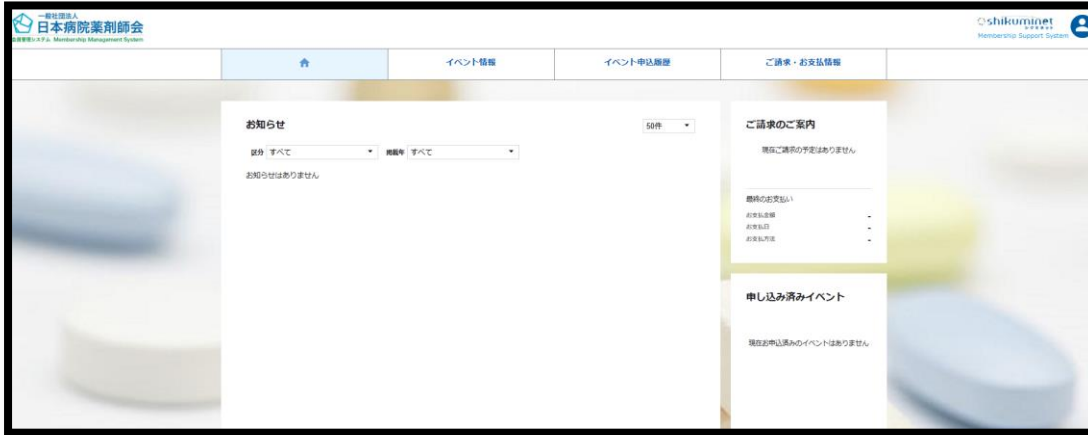 一般社団法人
日本病院薬剤師会
会員管理システム Membership Management System
shikuminet
シクミネット
Membership Support System
イベント情報
イベント申込履歴
ご請求・お支払情報
お知らせ
50件
区分 すべて 掲載年 すべて
お知らせはありません
ご請求のご案内
現在ご請求の予定はありません
最終のお支払い
お支払金額 -
お支払日 -
お支払方法 -
申し込み済みイベント
現在お申込済みのイベントはありません